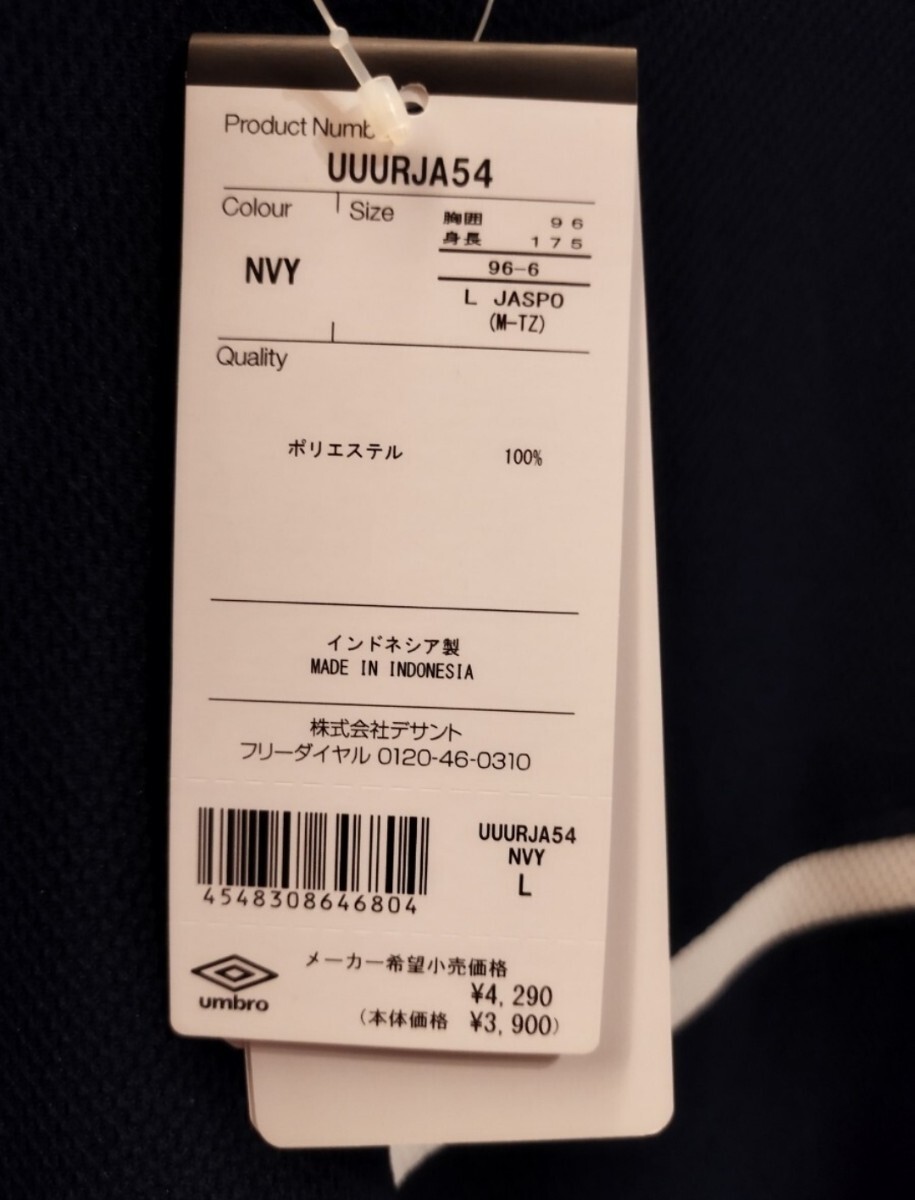 Product Numb
UUURJA54
Colour
Size
胸囲 96
身長 175
NVY
96-6
L JASPO
(M-TZ)
Quality
ポリエステル 100%
インドネシア製
MADE IN INDONESIA
株式会社デサント
フリーダイヤル 0120-46-0310
UUURJA54
NVY
L
4548308646804
umbro
メーカー希望小売価格
¥4,290
(本体価格 ¥3,900)